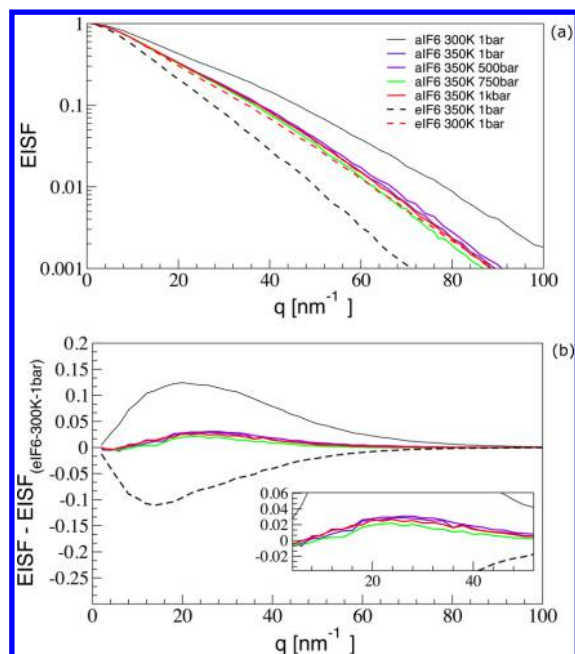 (a)
1
0.1
0.01
0.001
EISF
aIF6 300K 1bar
aIF6 350K 1bar
aIF6 350K 500bar
aIF6 350K 750bar
aIF6 350K 1kbar
eIF6 350K 1bar
eIF6 300K 1bar
0 20 40 60 80 100
q [nm⁻¹]
(b)
0.2
0.15
0.1
0.05
0
-0.05
-0.1
-0.15
-0.2
-0.25
EISF - EISF(eIF6-300K-1bar)
0.06
0.04
0.02
0
-0.02
20 40
0 20 40 60 80 100
q [nm⁻¹]